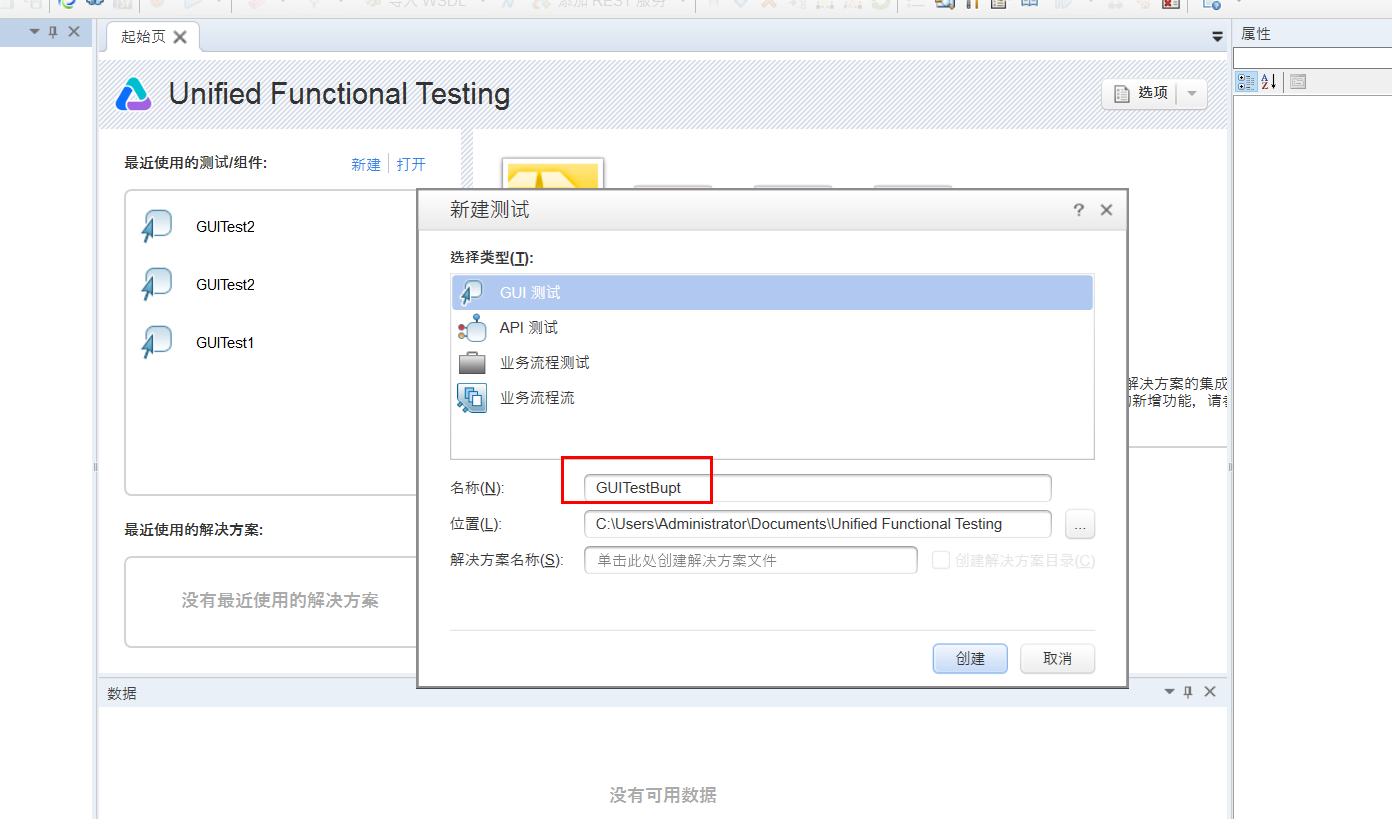 导入 WSDL
添加 REST 服务
起始页
属性
Unified Functional Testing
选项
最近使用的测试/组件:
新建
打开
GUITest2
GUITest2
GUITest1
新建测试
选择类型(T):
GUI 测试
API 测试
业务流程测试
业务流程流
解决方案的集成
新增功能, 请
名称(N):
GUITestBupt
位置(L):
C:\Users\Administrator\Documents\Unified Functional Testing
...
解决方案名称(S):
单击此处创建解决方案文件
创建解决方案目录(C)
最近使用的解决方案:
没有最近使用的解决方案
创建
取消
数据
没有可用数据